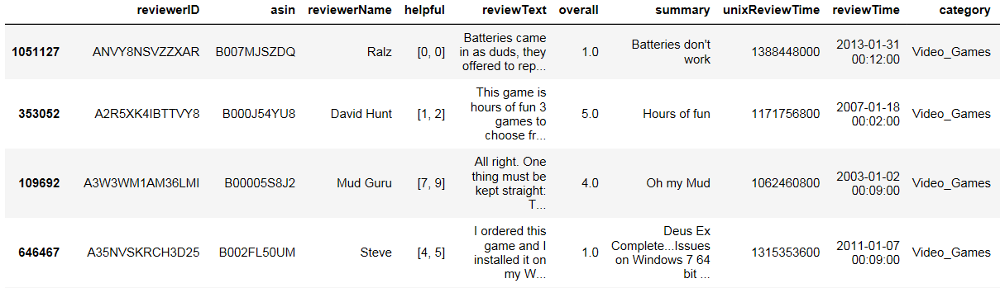 reviewerID asin reviewerName helpful reviewText overall summary unixReviewTime reviewTime category
1051127 ANVY8NSVZZXAR B007MJSZDQ Ralz [0, 0] Batteries came in as duds, they offered to rep... 1.0 Batteries don't work 1388448000 2013-01-31 00:12:00 Video_Games
353052 A2R5XK4IBTTVY8 B000J54YU8 David Hunt [1, 2] This game is hours of fun 3 games to choose fr... 5.0 Hours of fun 1171756800 2007-01-18 00:02:00 Video_Games
109692 A3W3WM1AM36LMI B00005S8J2 Mud Guru [7, 9] All right. One thing must be kept straight: T... 4.0 Oh my Mud 1062460800 2003-01-02 00:09:00 Video_Games
646467 A35NVSKRCH3D25 B002FL50UM Steve [4, 5] I ordered this game and I installed it on my W... 1.0 Deus Ex Complete...Issues on Windows 7 64 bit ... 1315353600 2011-01-07 00:09:00 Video_Games